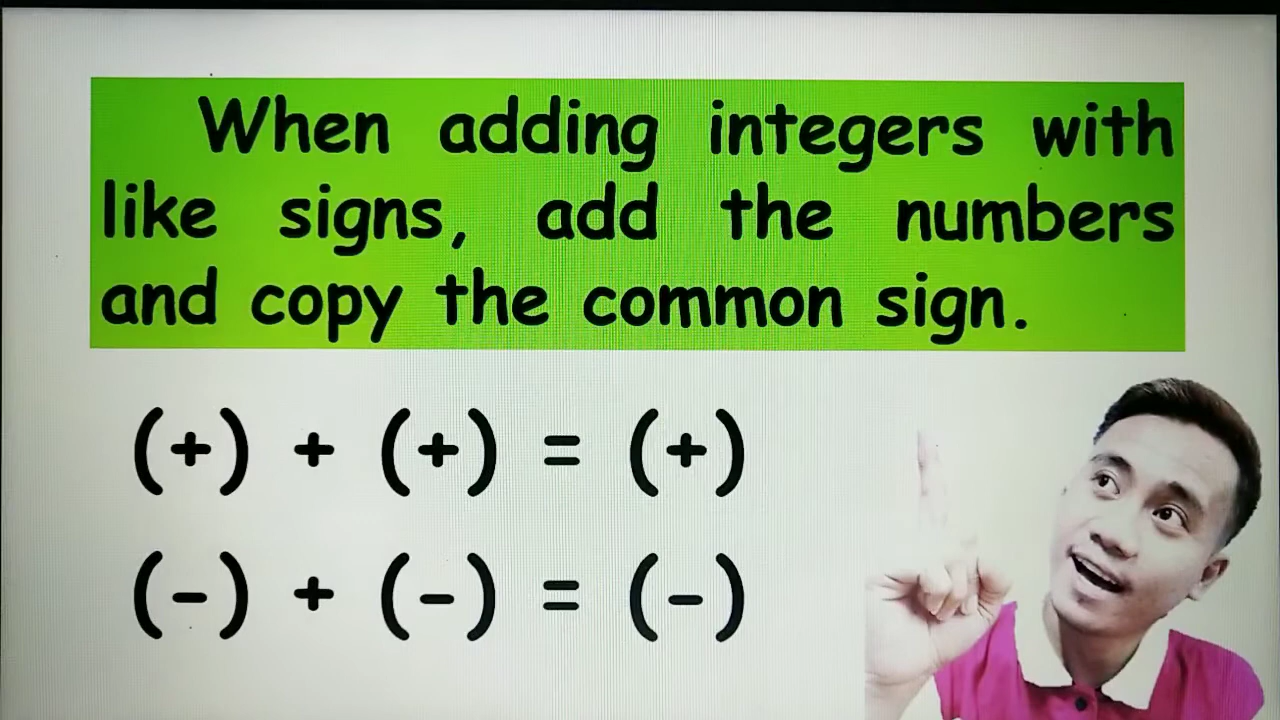 When adding integers with
like signs, add the numbers
and copy the common sign.
(+) + (+) = (+)
(-) + (-) = (-)